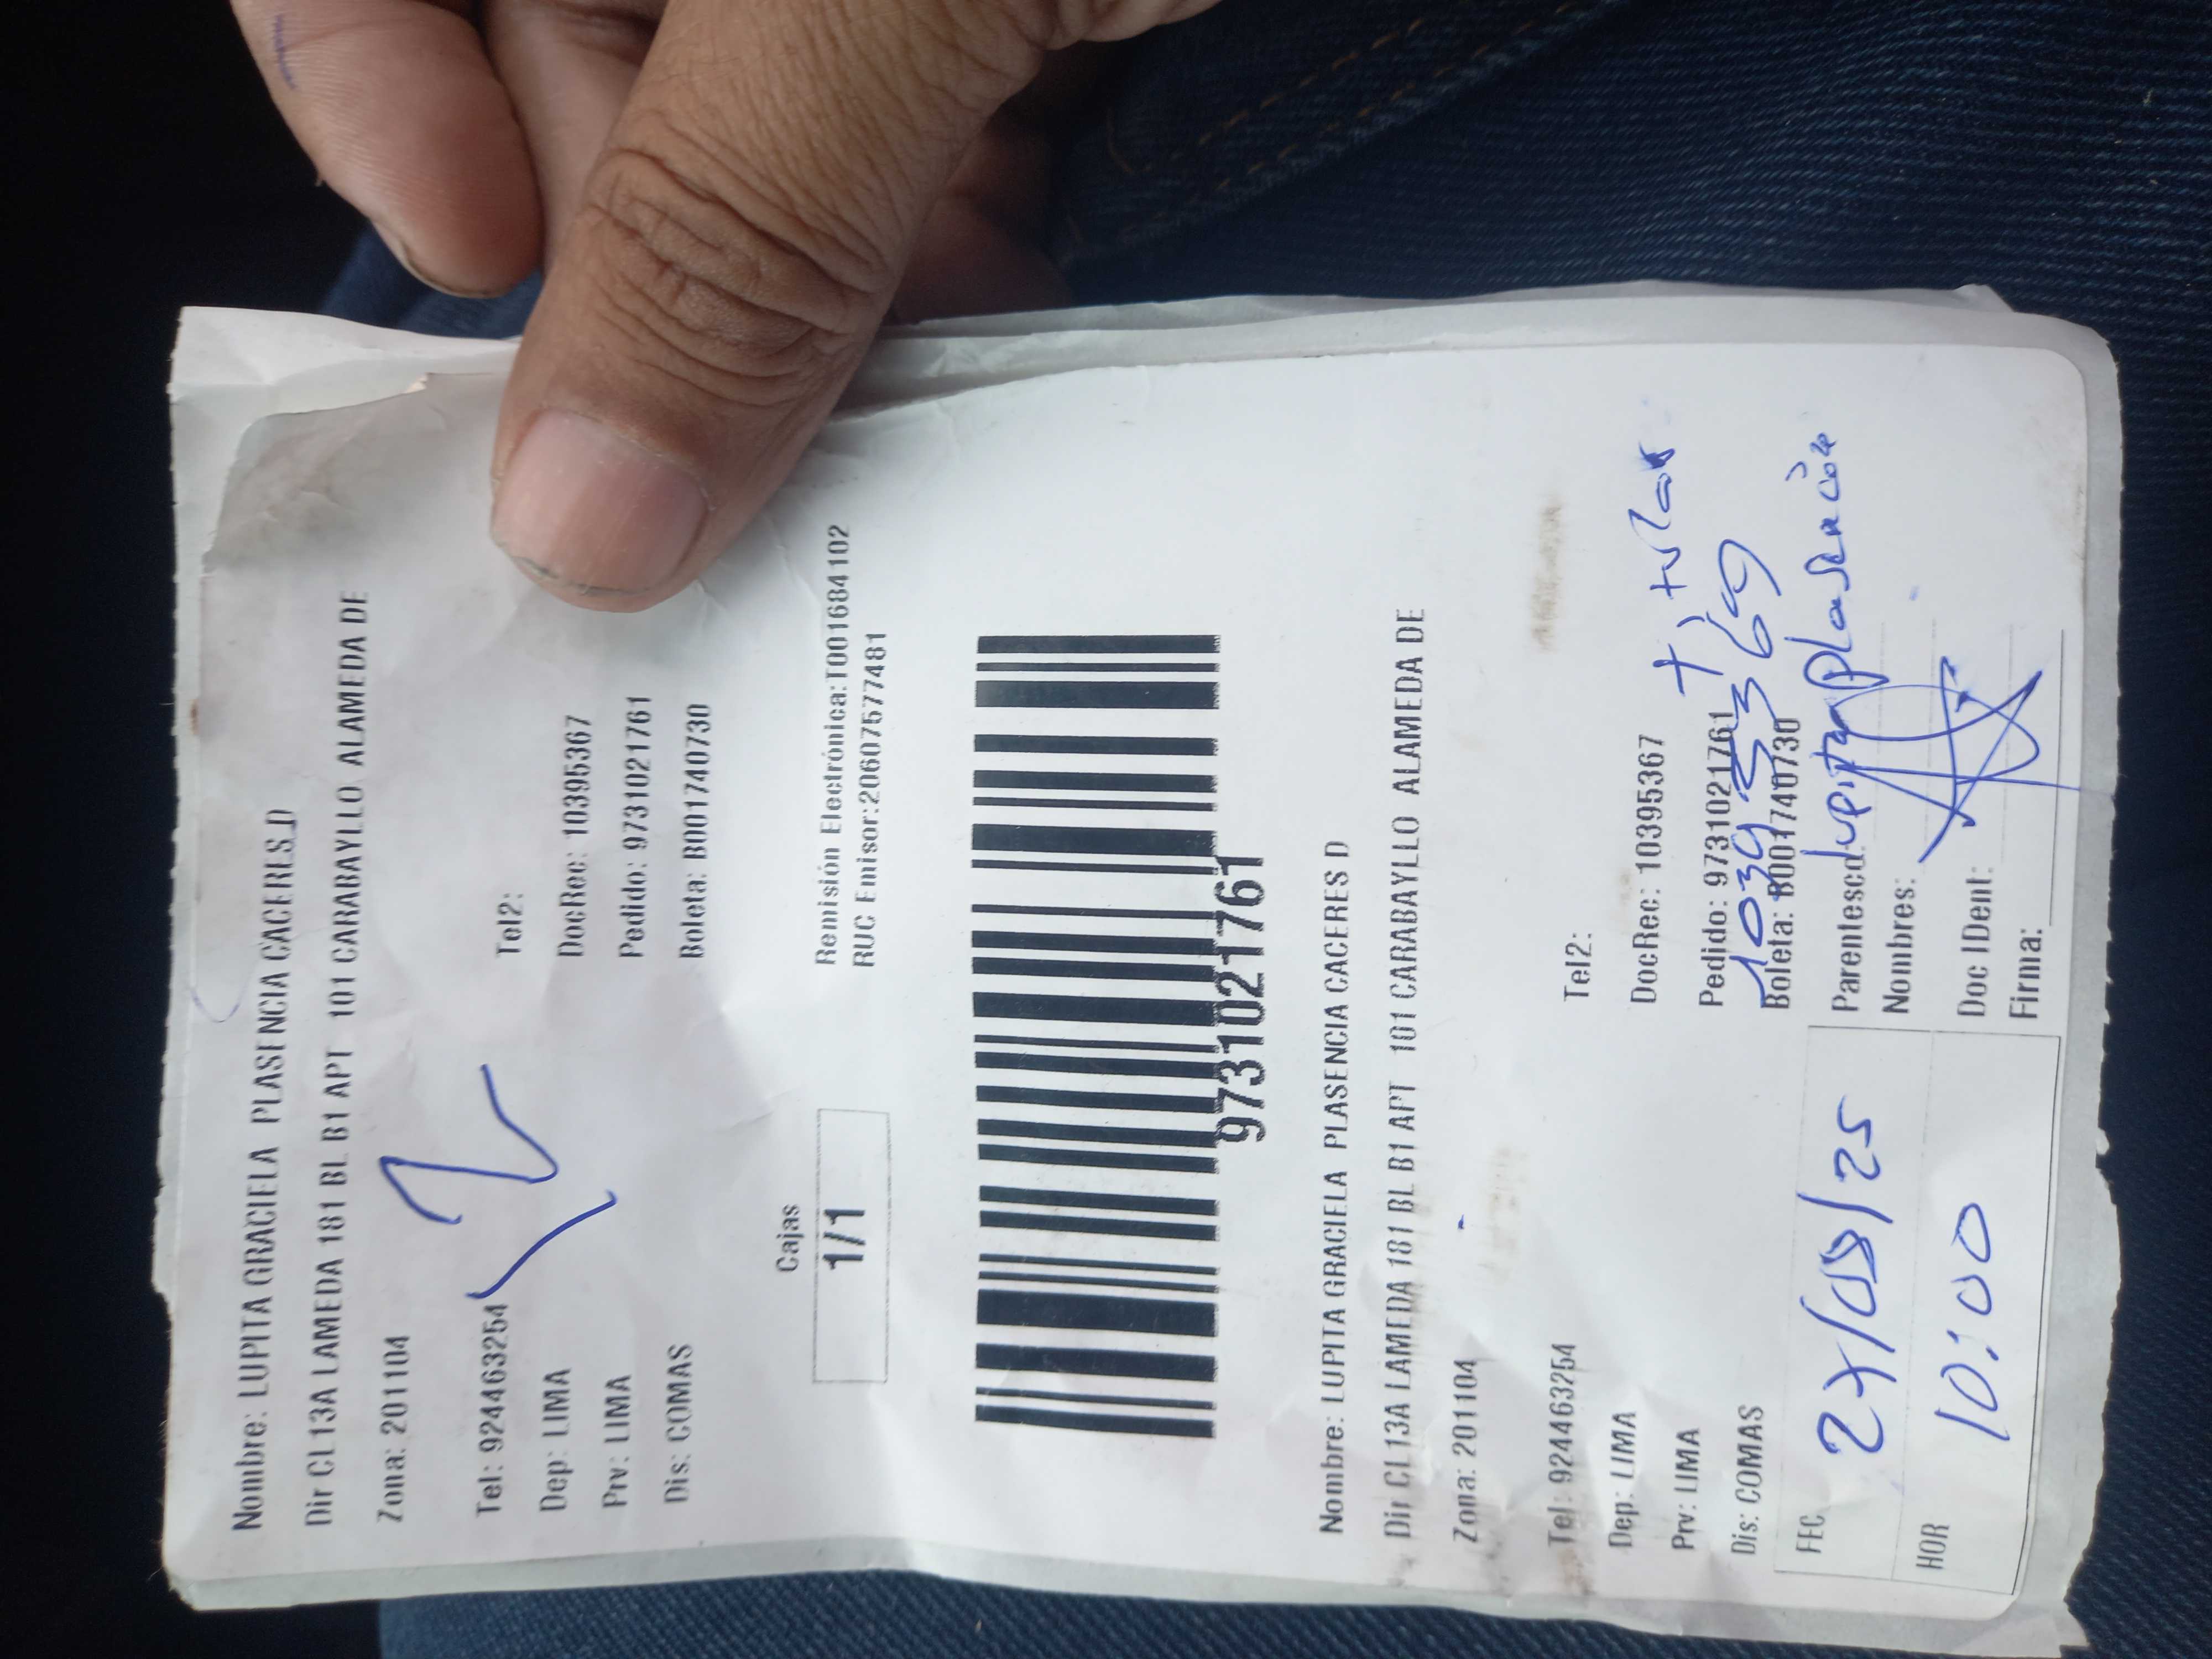 Nombre: LUPITA GRACIELA PLASENCIA CACERES D
Dir CL 13A LAMEDA 181 BL B1 APT 101 CARABAYLLO ALAMEDA DE
Zona: 201104
Tel: 924463254 Tel2:
Dep: LIMA DocRec: 10395367
Prv: LIMA Pedido: 9731021761
Dis: COMAS Boleta: B001740730
Cajas
1/1
Remisión Electrónica:T001684102
RUC Emisor:20607577481
9731021761
Nombre: LUPITA GRACIELA PLASENCIA CACERES D
Dir CL 13A LAMEDA 181 BL B1 APT 101 CARABAYLLO ALAMEDA DE
Zona: 201104
Tel: 924463254 Tel2:
Dep: LIMA DocRec: 10395367
Titular
Prv: LIMA Pedido: 9731021761
Dis: COMAS Boleta: B001740730
FEC
Parentesco: Lupita plasencia
Nombres:
HOR 10:00
Doc IDent:
Firma: